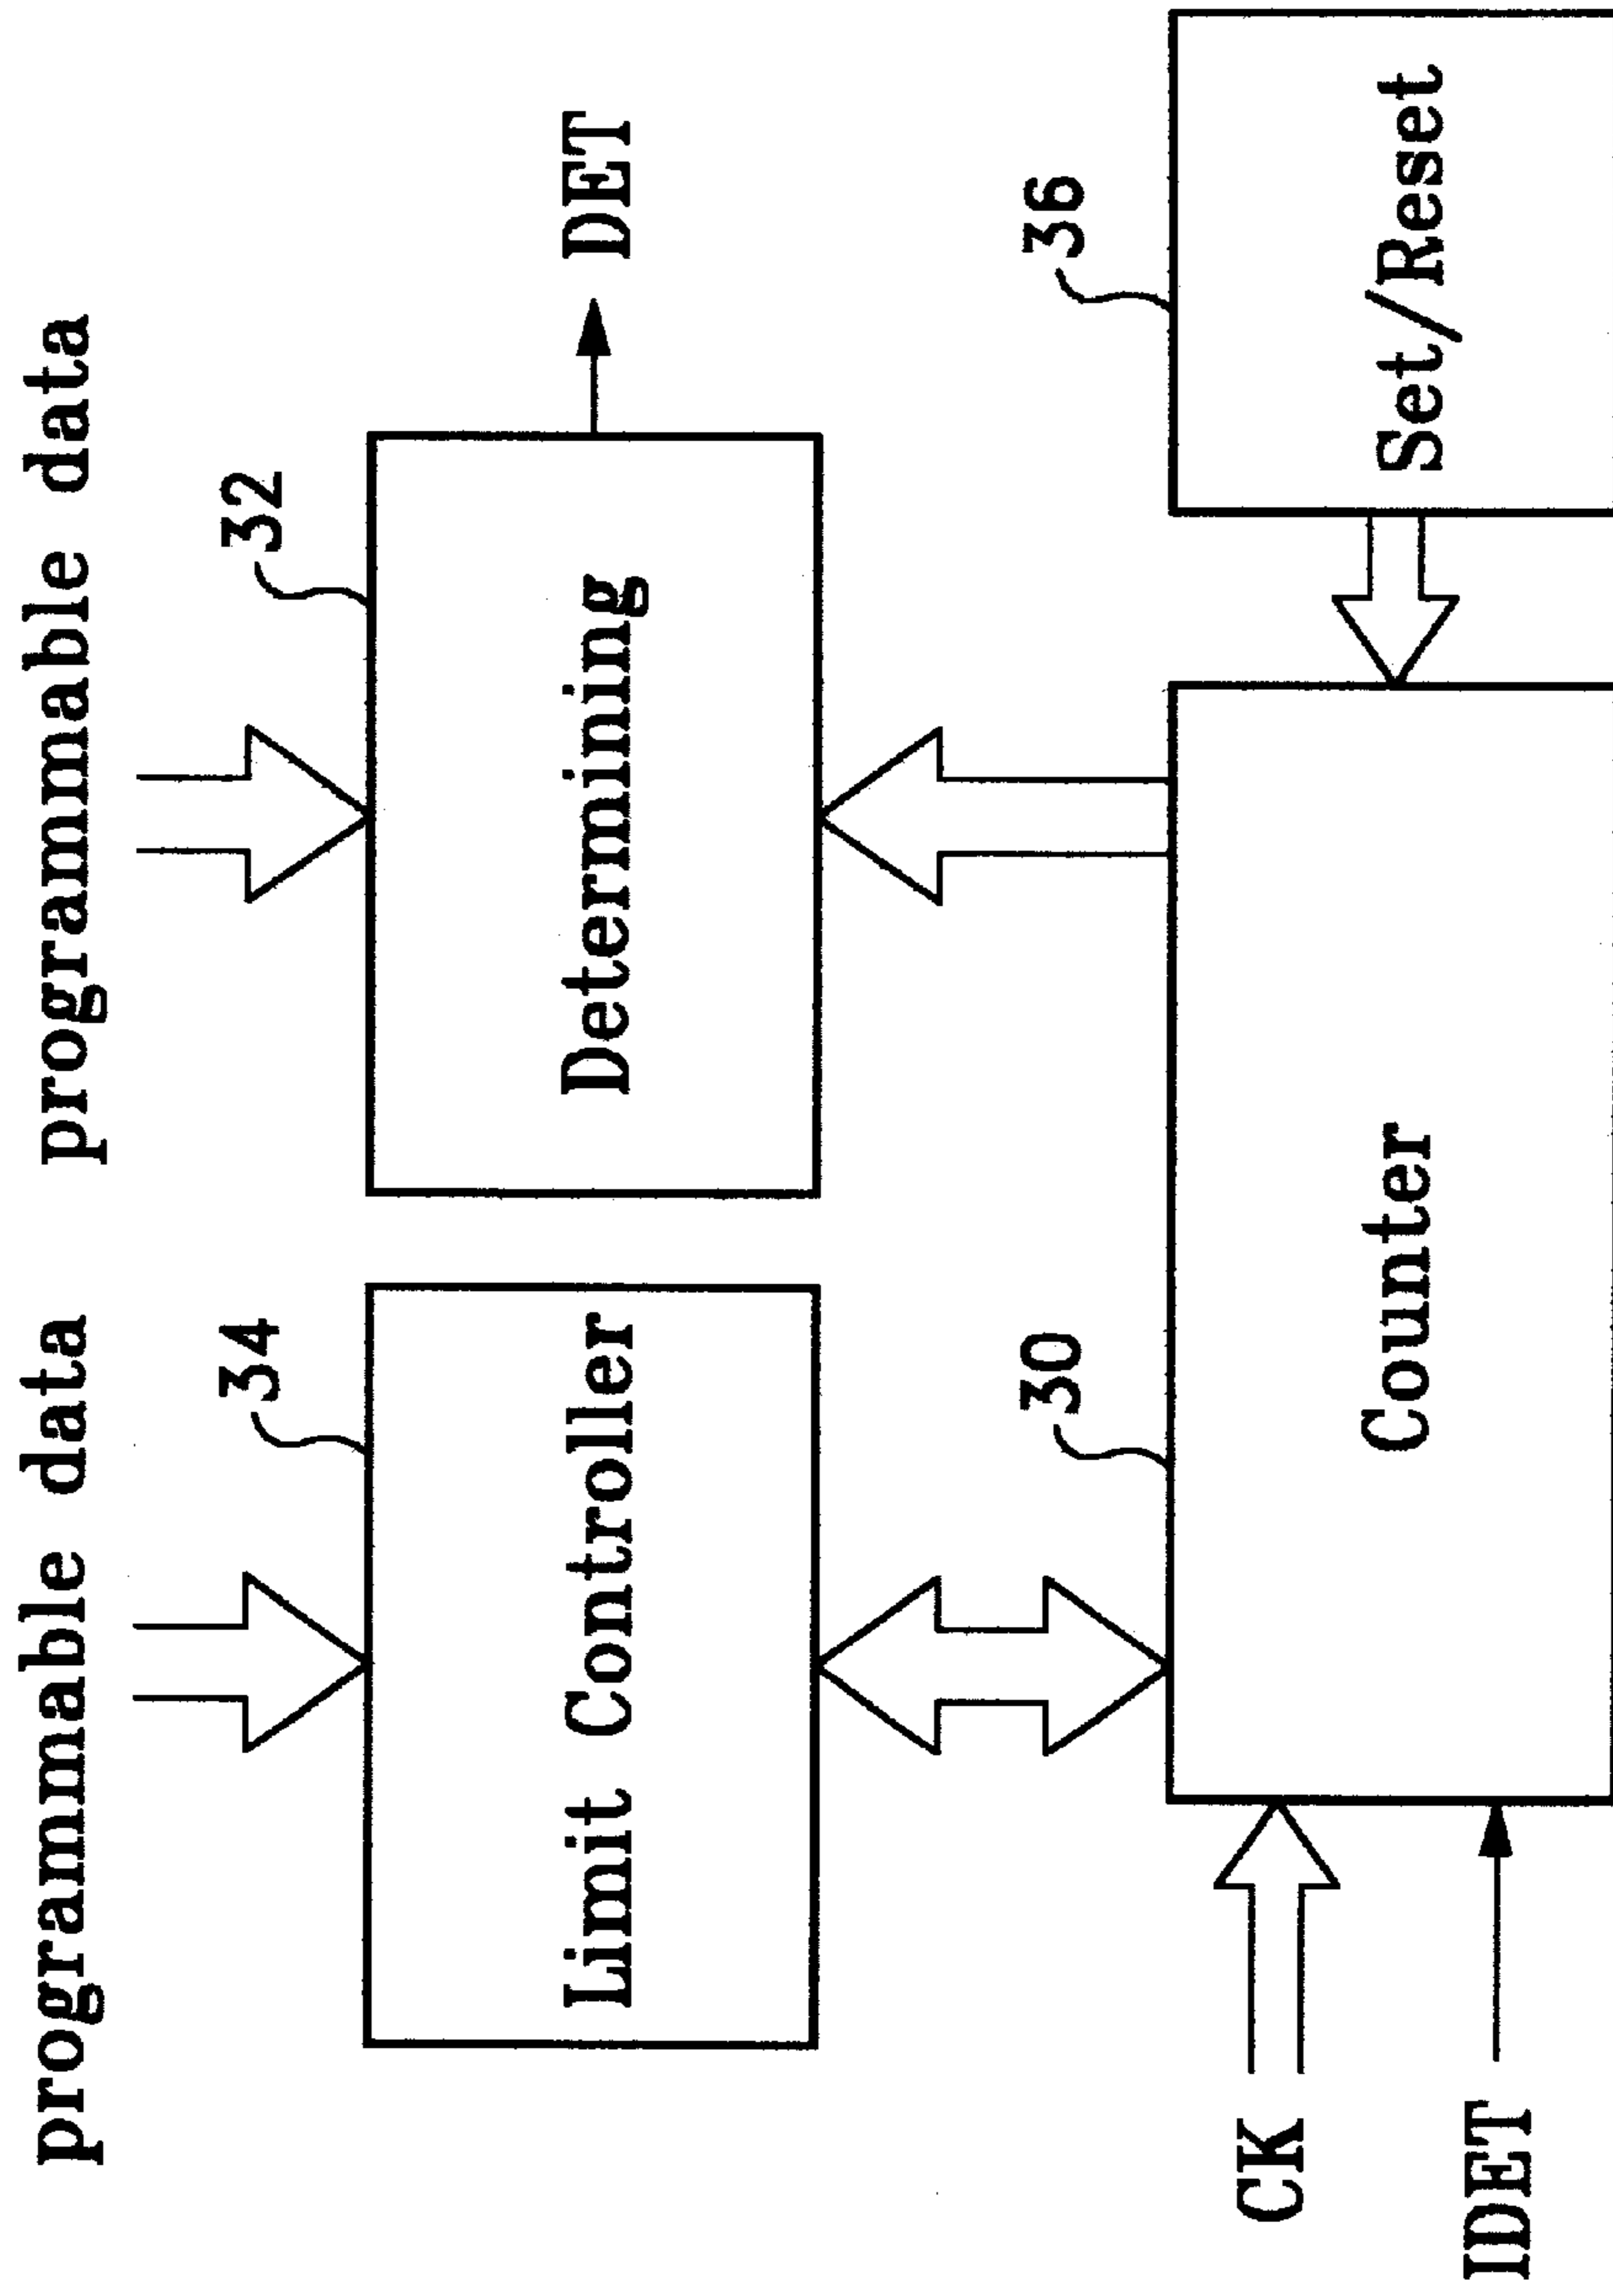 programmable data
programmable data
34
32
Limit Controller
Determining
DET
30
36
CK
IDET
Counter
Set/Reset